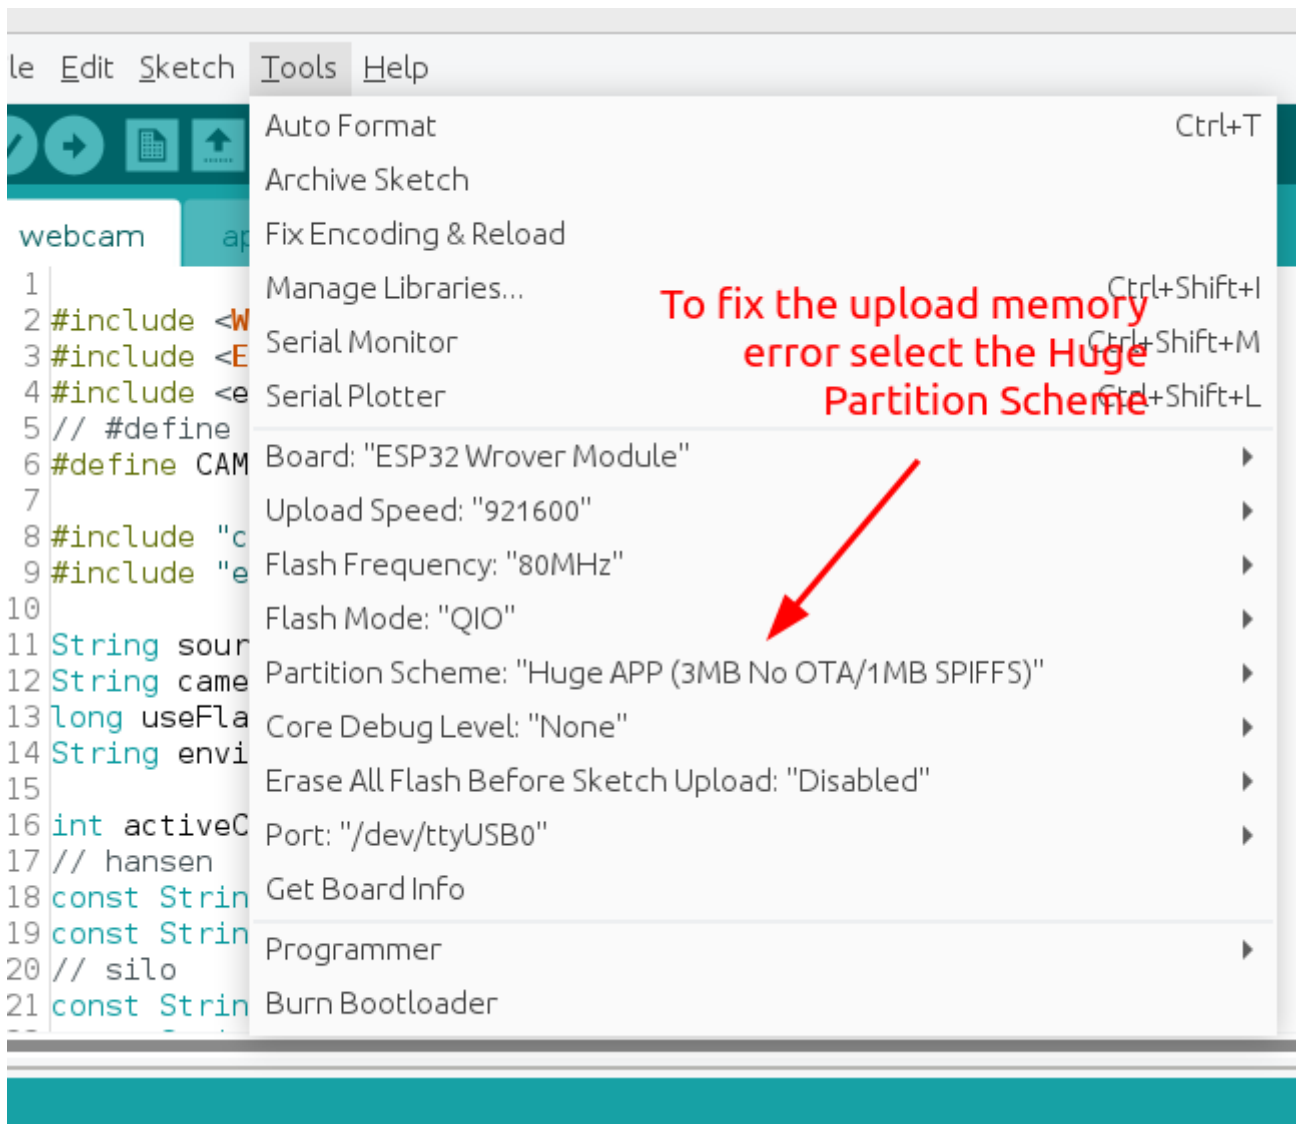 le Edit Sketch Tools Help
Auto Format Ctrl+T
Archive Sketch
webcam ap Fix Encoding & Reload
1
Manage Libraries... Ctrl+Shift+I
To fix the upload memory
2 #include <W
Serial Monitor Ctrl+Shift+M
error select the Huge
3 #include <E
Serial Plotter Ctrl+Shift+L
Partition Scheme
4 #include <e
5 // #define
6 #define CAM
Board: "ESP32 Wrover Module"
7
Upload Speed: "921600"
8 #include "c
9 #include "e
Flash Frequency: "80MHz"
10
Flash Mode: "QIO"
11 String sour
12 String came
Partition Scheme: "Huge APP (3MB No OTA/1MB SPIFFS)"
13 long useFla
Core Debug Level: "None"
14 String envi
15
Erase All Flash Before Sketch Upload: "Disabled"
16 int activeC
Port: "/dev/ttyUSB0"
17 // hansen
18 const Strin
Get Board Info
19 const Strin
Programmer
20 // silo
21 const Strin
Burn Bootloader